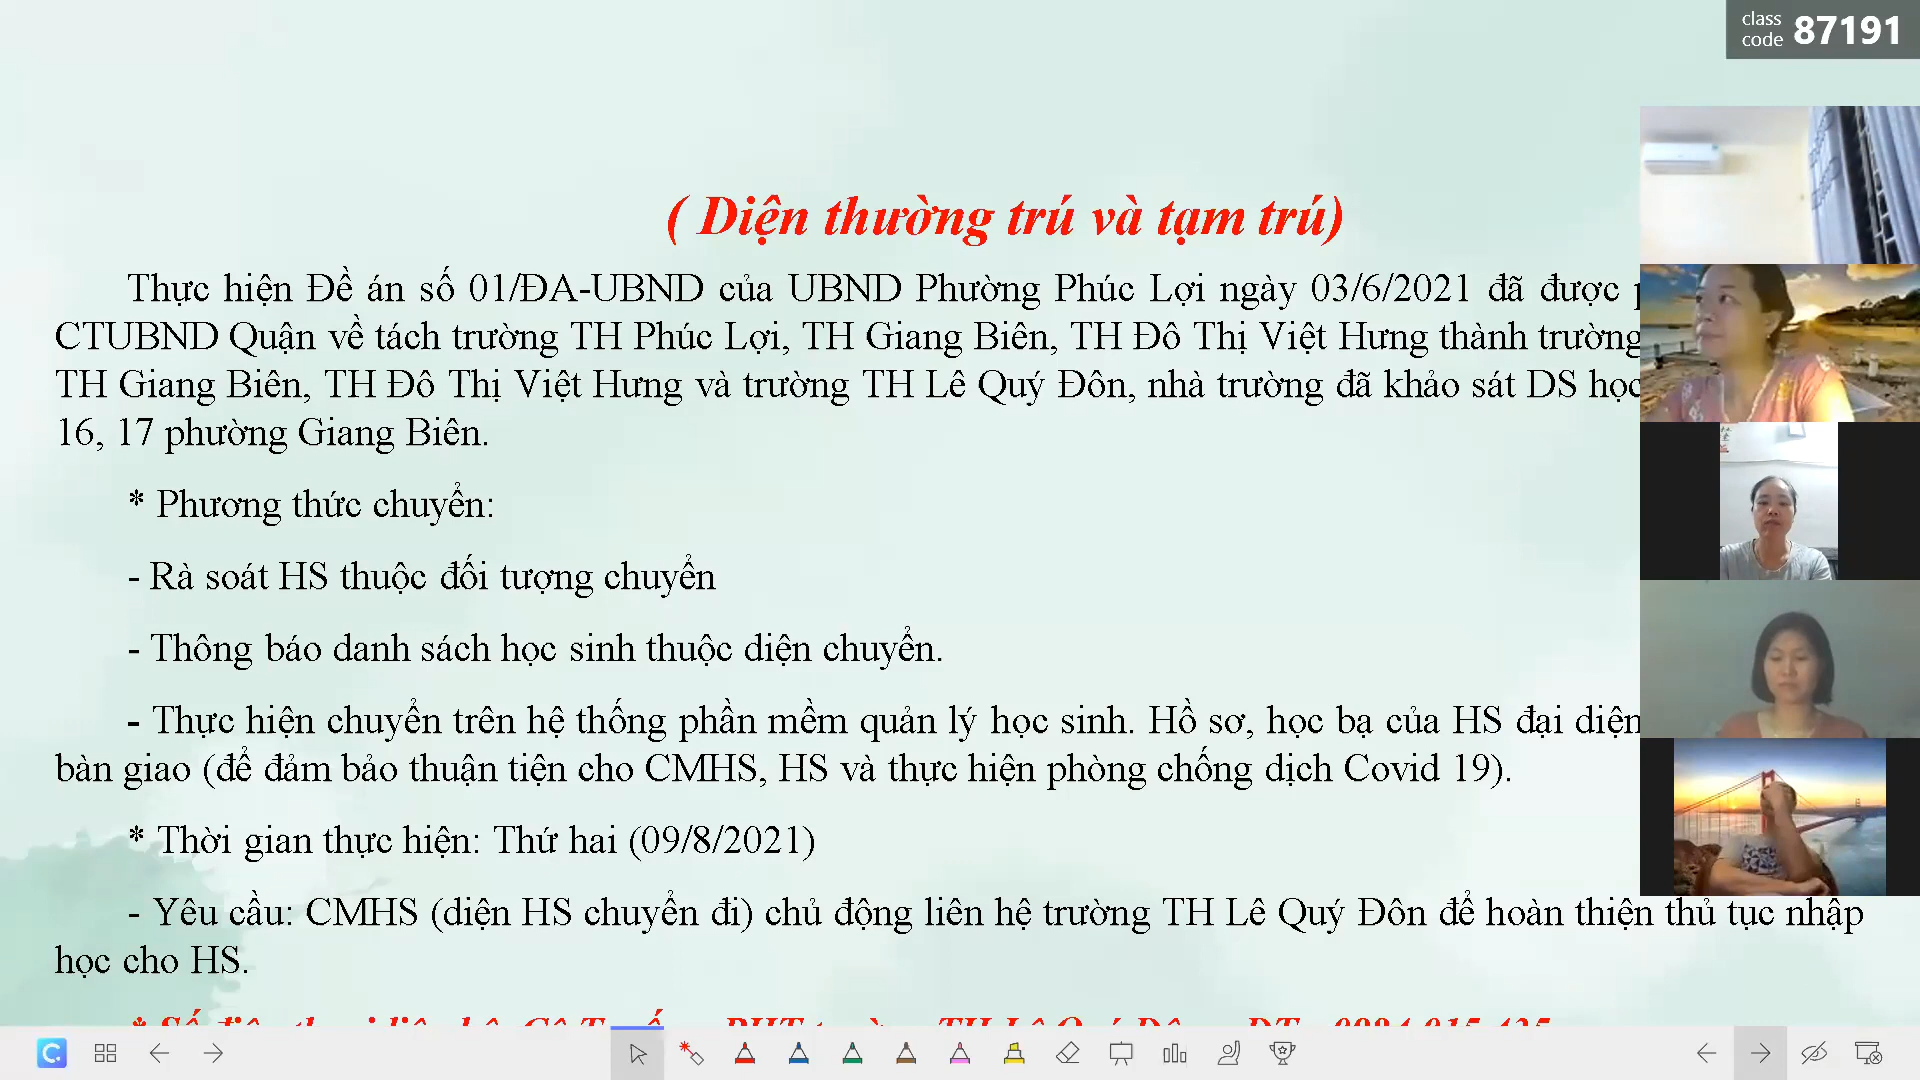 class code 87191
( Diện thường trú và tạm trú)
Thực hiện Đề án số 01/ĐA-UBND của UBND Phường Phúc Lợi ngày 03/6/2021 đã được
CTUBND Quận về tách trường TH Phúc Lợi, TH Giang Biên, TH Đô Thị Việt Hưng thành trường
TH Giang Biên, TH Đô Thị Việt Hưng và trường TH Lê Quý Đôn, nhà trường đã khảo sát DS học
16, 17 phường Giang Biên.
* Phương thức chuyển:
- Rà soát HS thuộc đối tượng chuyển
- Thông báo danh sách học sinh thuộc diện chuyển.
- Thực hiện chuyển trên hệ thống phần mềm quản lý học sinh. Hồ sơ, học bạ của HS đại diện
bàn giao (để đảm bảo thuận tiện cho CMHS, HS và thực hiện phòng chống dịch Covid 19).
* Thời gian thực hiện: Thứ hai (09/8/2021)
- Yêu cầu: CMHS (diện HS chuyển đi) chủ động liên hệ trường TH Lê Quý Đôn để hoàn thiện thủ tục nhập
học cho HS.